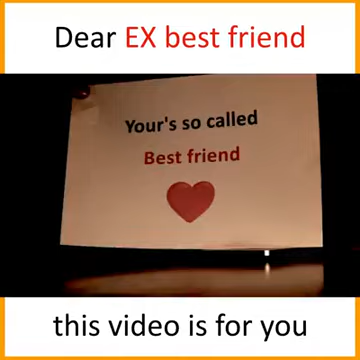 Dear EX best friend
Your's so called
Best friend
this video is for you